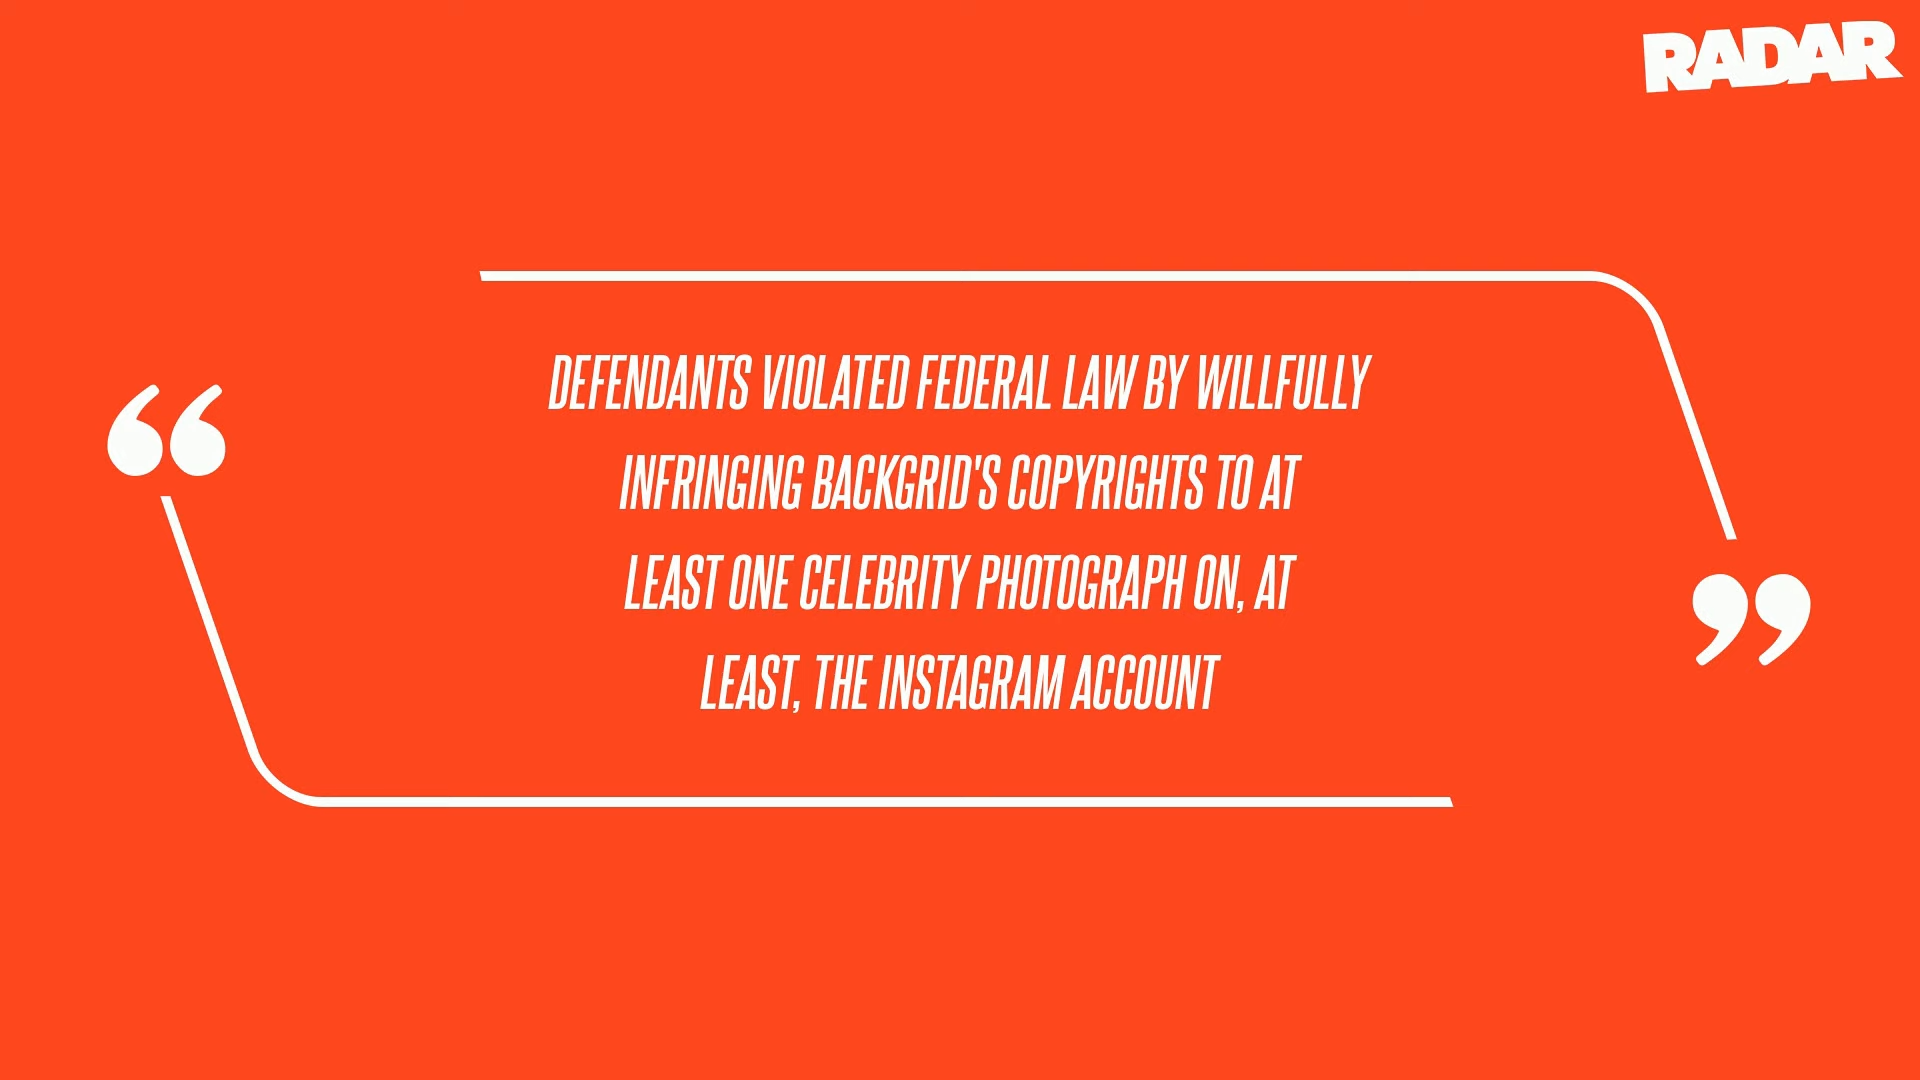 RADAR
“
DEFENDANTS VIOLATED FEDERAL LAW BY WILLFULLY
INFRINGING BACKGRID'S COPYRIGHTS TO AT
LEAST ONE CELEBRITY PHOTOGRAPH ON, AT
LEAST, THE INSTAGRAM ACCOUNT
”